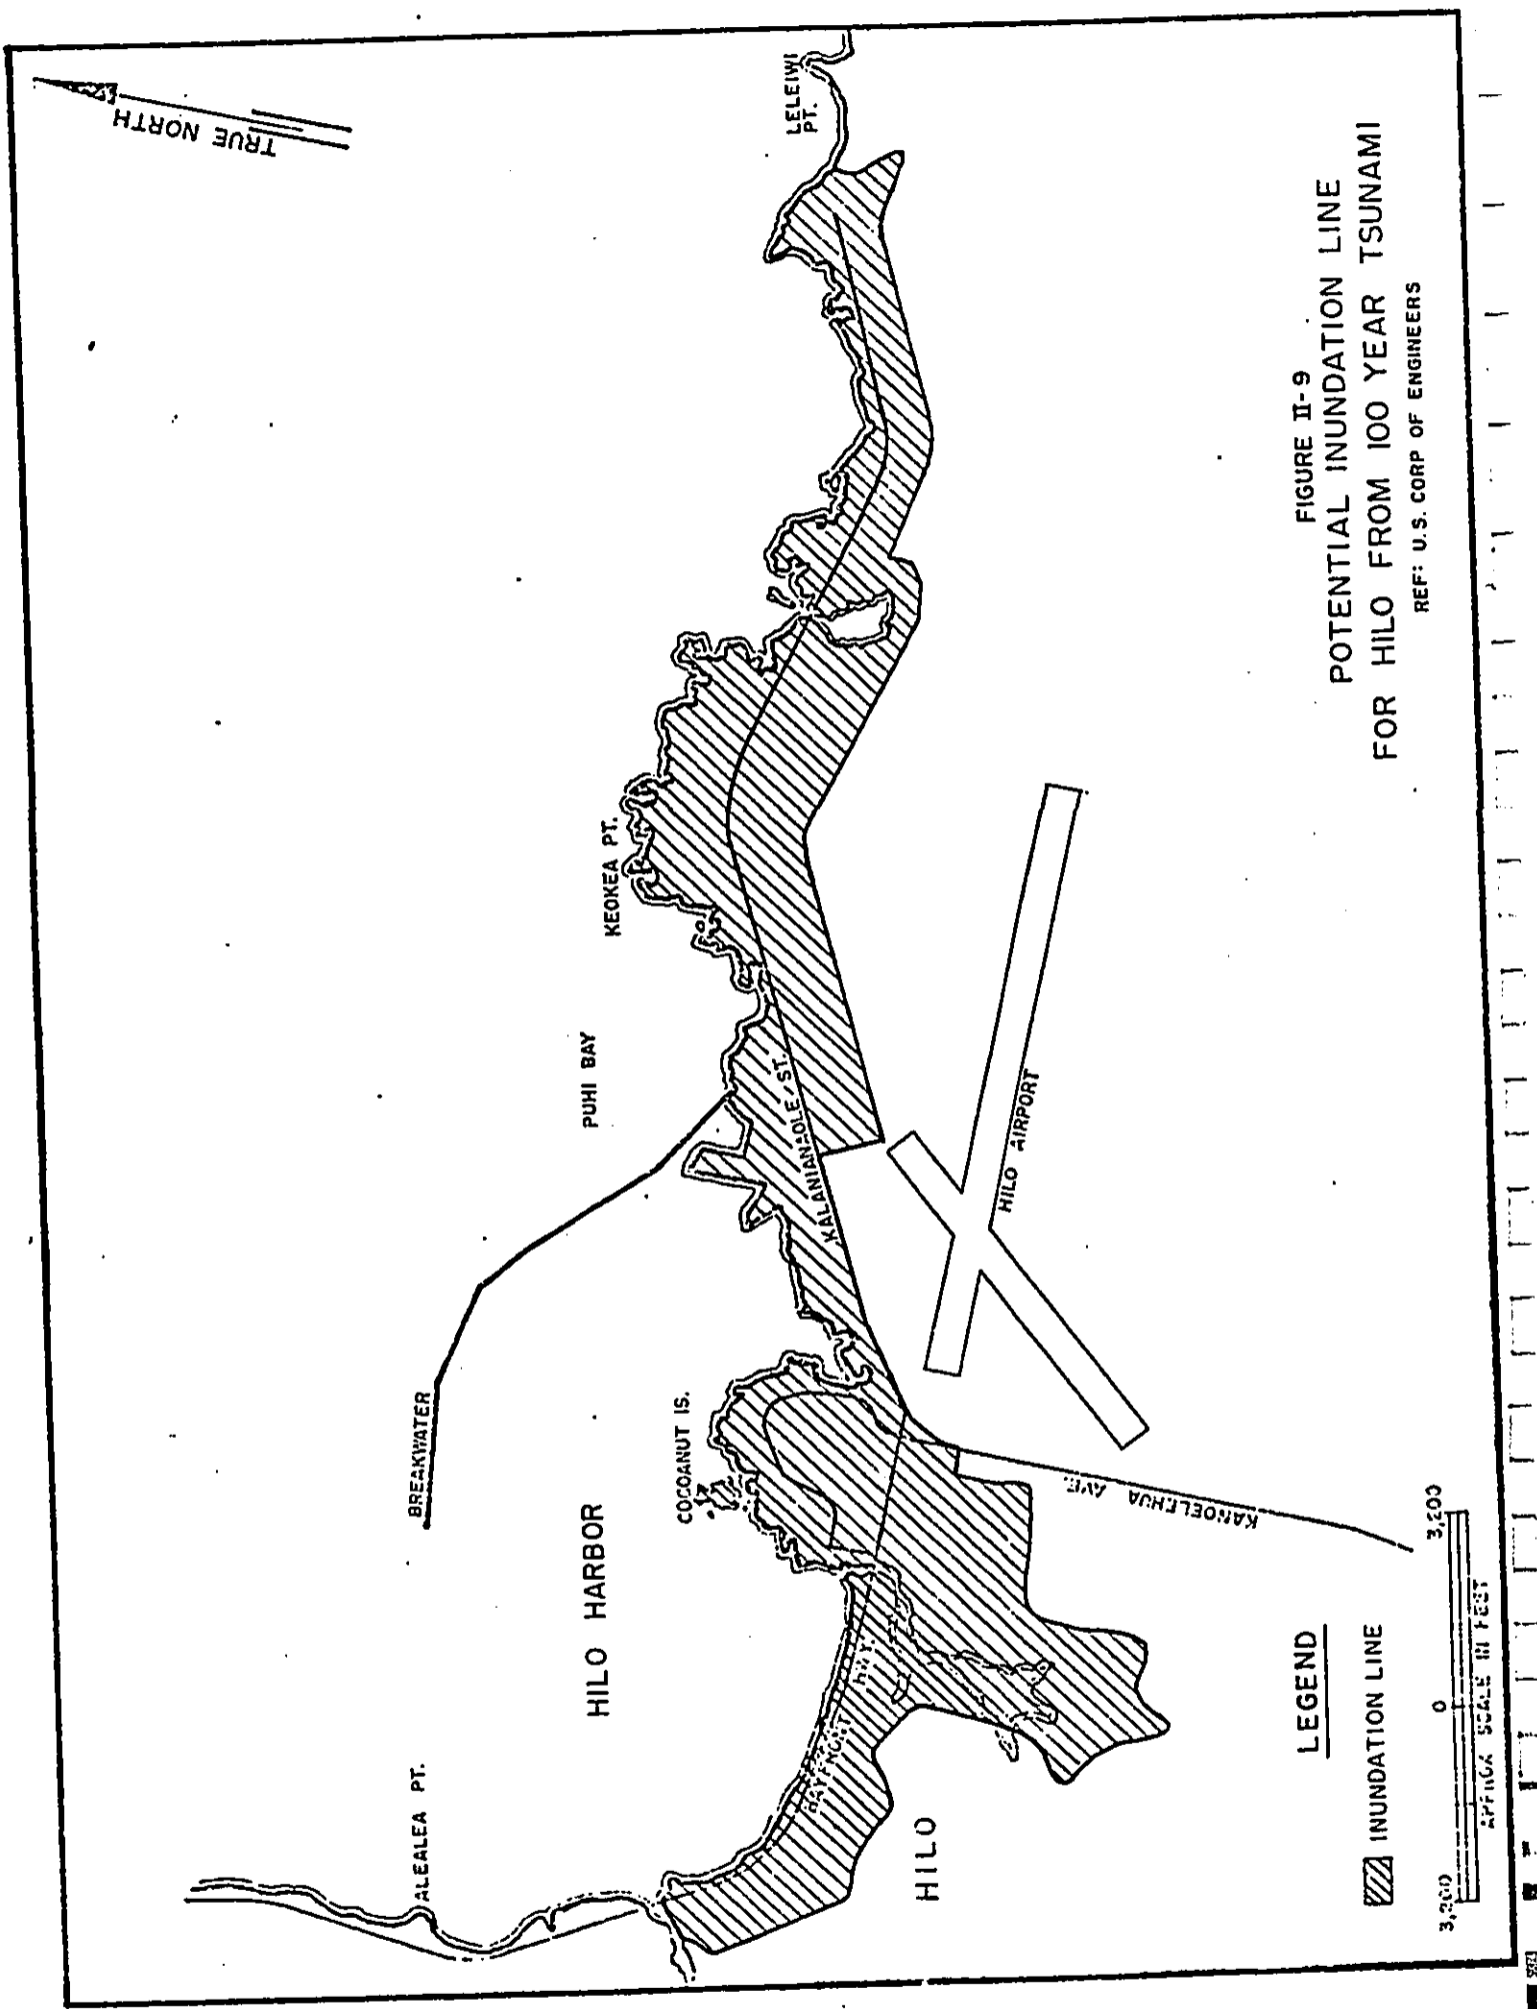 TRUE NORTH
LELEIWI
PT.
KEOKEA PT.
PUHI BAY
BREAKWATER
COCOANUT IS.
HILO HARBOR
ALEALEA PT.
KALANIANAOLE ST.
HILO AIRPORT
KANOELEHUA AVE.
BAYFRONT HWY.
HILO
FIGURE II-9
POTENTIAL INUNDATION LINE
FOR HILO FROM 100 YEAR TSUNAMI
REF: U.S. CORP OF ENGINEERS
LEGEND
INUNDATION LINE
3,200 0 3,200
APPROX SCALE IN FEET